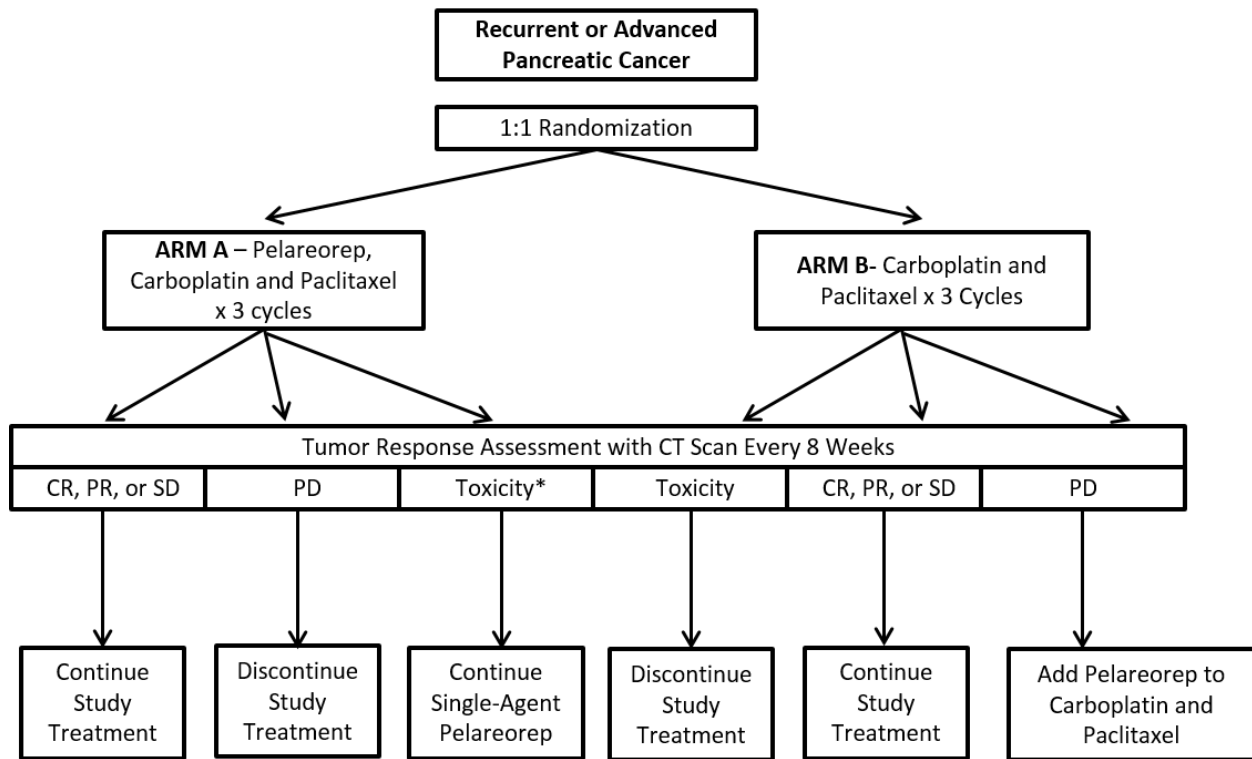 Recurrent or Advanced
Pancreatic Cancer
1:1 Randomization
ARM A – Pelareorep,
Carboplatin and Paclitaxel
x 3 cycles
ARM B- Carboplatin and
Paclitaxel x 3 Cycles
Tumor Response Assessment with CT Scan Every 8 Weeks
CR, PR, or SD
PD
Toxicity*
Toxicity
CR, PR, or SD
PD
Continue
Study
Treatment
Discontinue
Study
Treatment
Continue
Single-Agent
Pelareorep
Discontinue
Study
Treatment
Continue
Study
Treatment
Add Pelareorep to
Carboplatin and
Paclitaxel